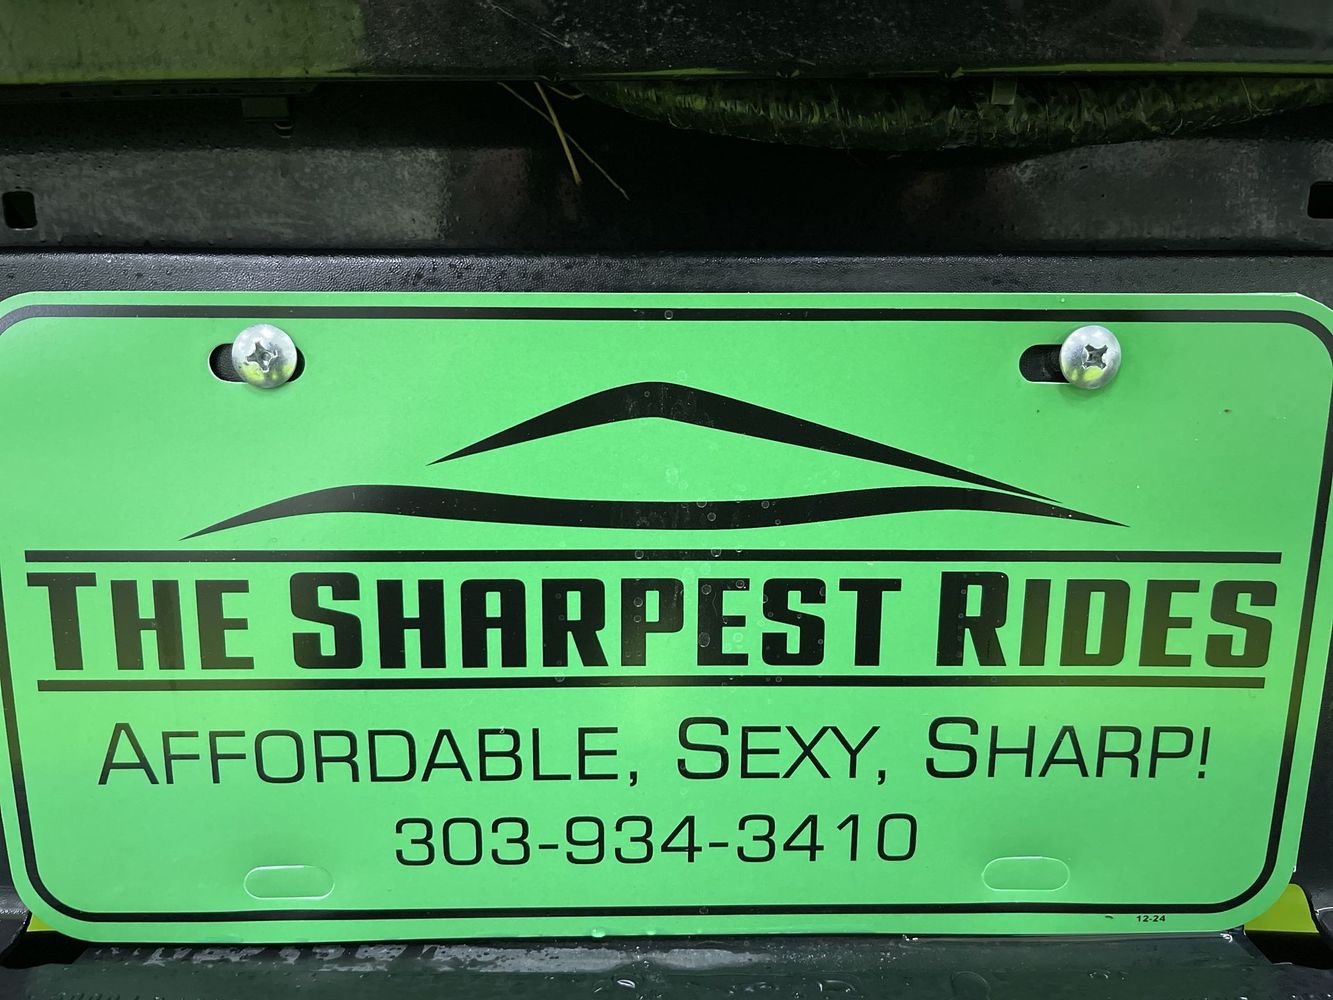 THE SHARPEST RIDES
AFFORDABLE, SEXY, SHARP!
303-934-3410
12-24